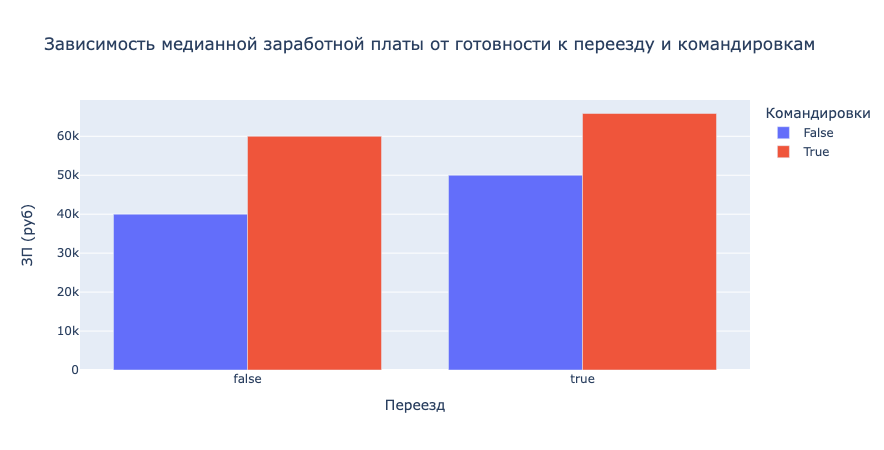 Зависимость медианной заработной платы от готовности к переезду и командировкам
Командировки
False
True
ЗП (руб)
60k
50k
40k
30k
20k
10k
0
false
true
Переезд